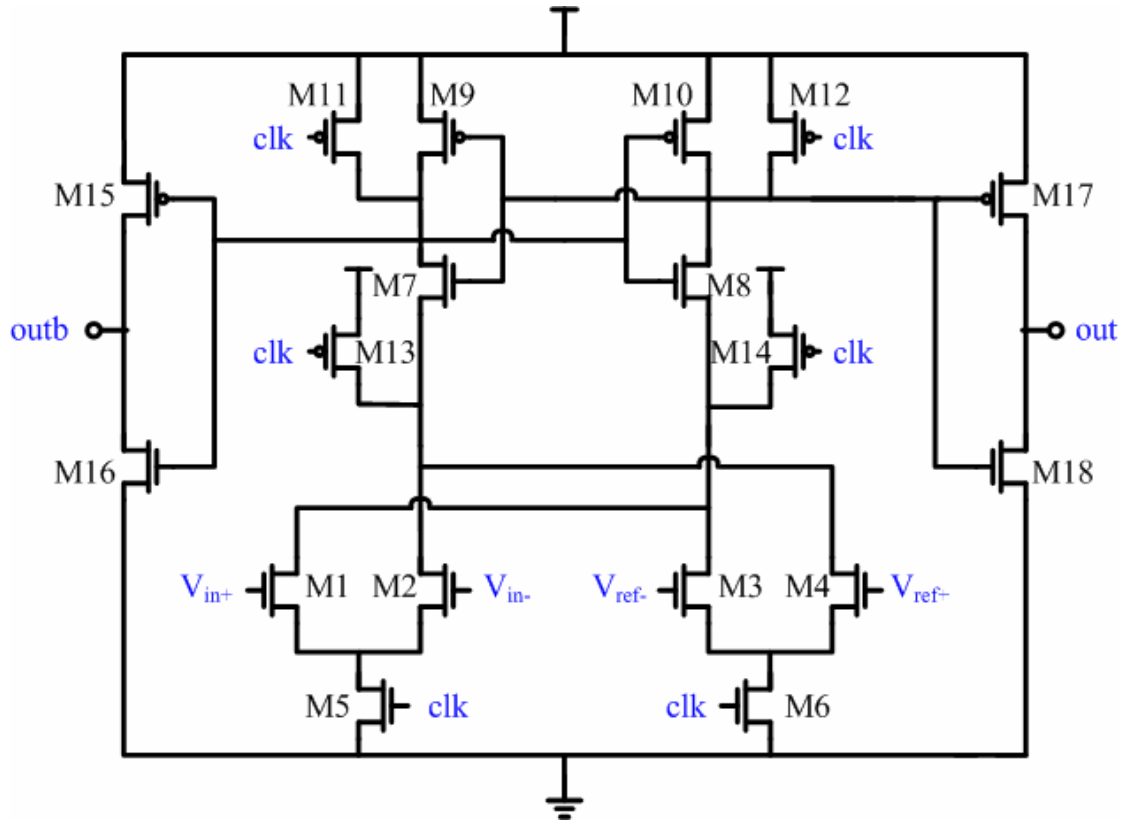 M11 M9 M10 M12
clk clk
M15 M17
M7 M8
outb out
clk M13 M14 clk
M16 M18
Vin+ M1 M2 Vin- Vref- M3 M4 Vref+
M5 clk clk M6